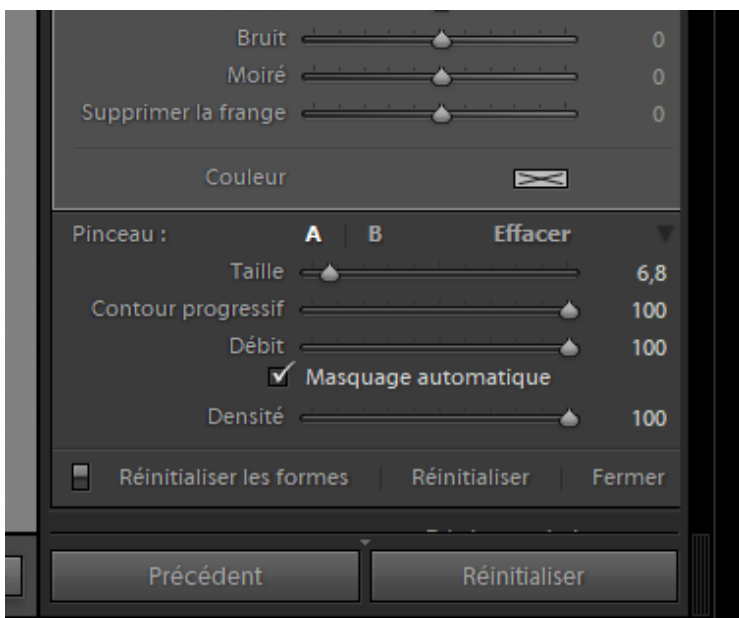 Bruit 0
Moiré 0
Supprimer la frange 0
Couleur
Pinceau : A B Effacer
Taille 6,8
Contour progressif 100
Débit 100
Masquage automatique
Densité 100
Réinitialiser les formes Réinitialiser Fermer
Précédent Réinitialiser